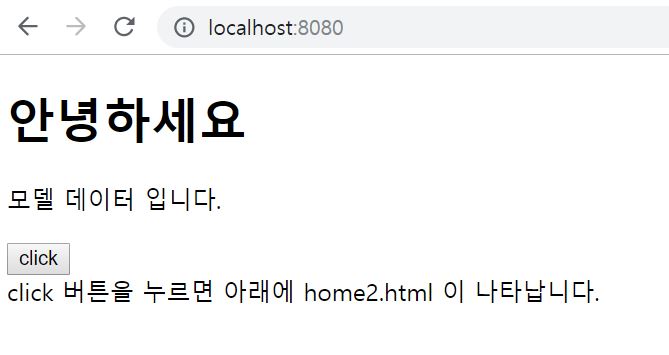 localhost:8080
안녕하세요
모델 데이터 입니다.
click
click 버튼을 누르면 아래에 home2.html 이 나타납니다.